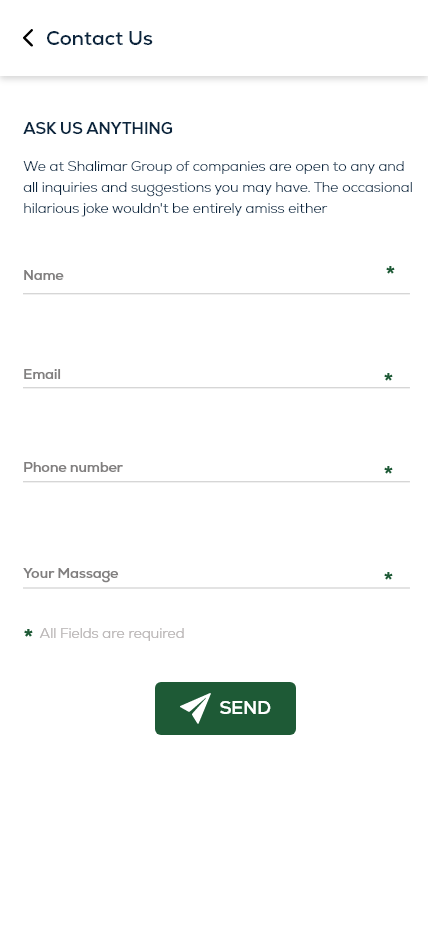 Contact Us
ASK US ANYTHING
We at Shalimar Group of companies are open to any and
all inquiries and suggestions you may have. The occasional
hilarious joke wouldn't be entirely amiss either
Name *
Email *
Phone number *
Your Massage *
* All Fields are required
SEND